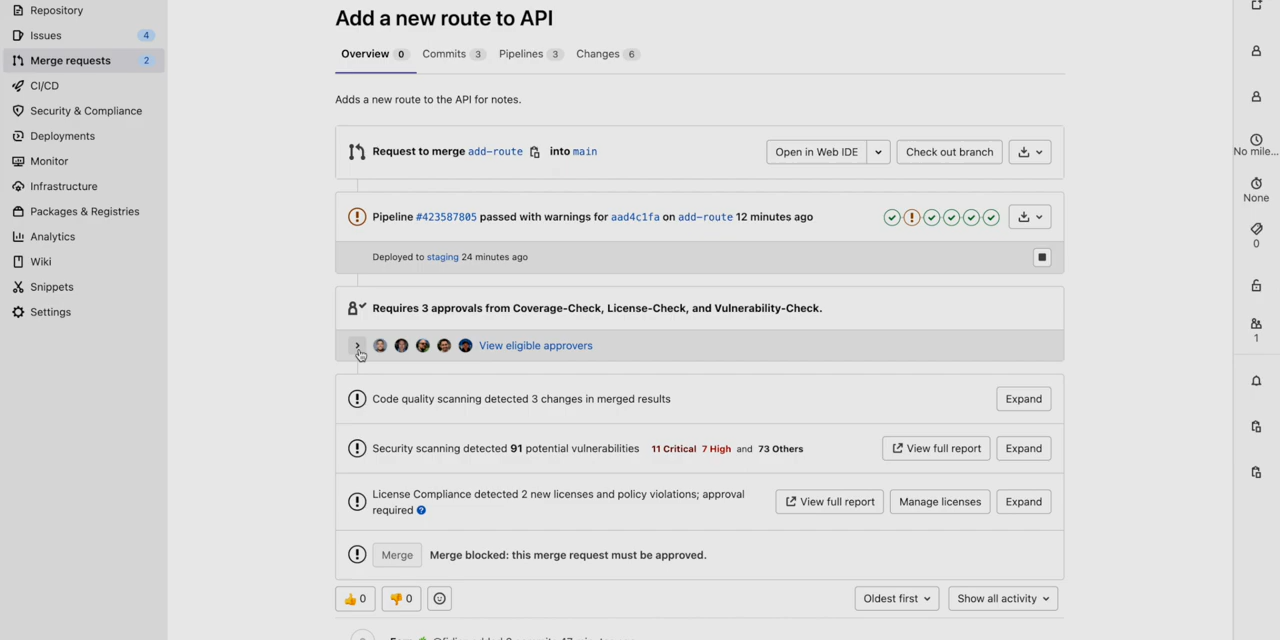 Repository
Issues 4
Merge requests 2
CI/CD
Security & Compliance
Deployments
Monitor
Infrastructure
Packages & Registries
Analytics
Wiki
Snippets
Settings
Add a new route to API
Overview 0 Commits 3 Pipelines 3 Changes 6
Adds a new route to the API for notes.
Request to merge add-route into main Open in Web IDE Check out branch
Pipeline #423587805 passed with warnings for aad4c1fa on add-route 12 minutes ago
Deployed to staging 24 minutes ago
Requires 3 approvals from Coverage-Check, License-Check, and Vulnerability-Check.
View eligible approvers
Code quality scanning detected 3 changes in merged results Expand
Security scanning detected 91 potential vulnerabilities 11 Critical 7 High and 73 Others View full report Expand
License Compliance detected 2 new licenses and policy violations; approval
required View full report Manage licenses Expand
Merge Merge blocked: this merge request must be approved.
👍 0 👎 0 Oldest first Show all activity
No mile...
None
0
1